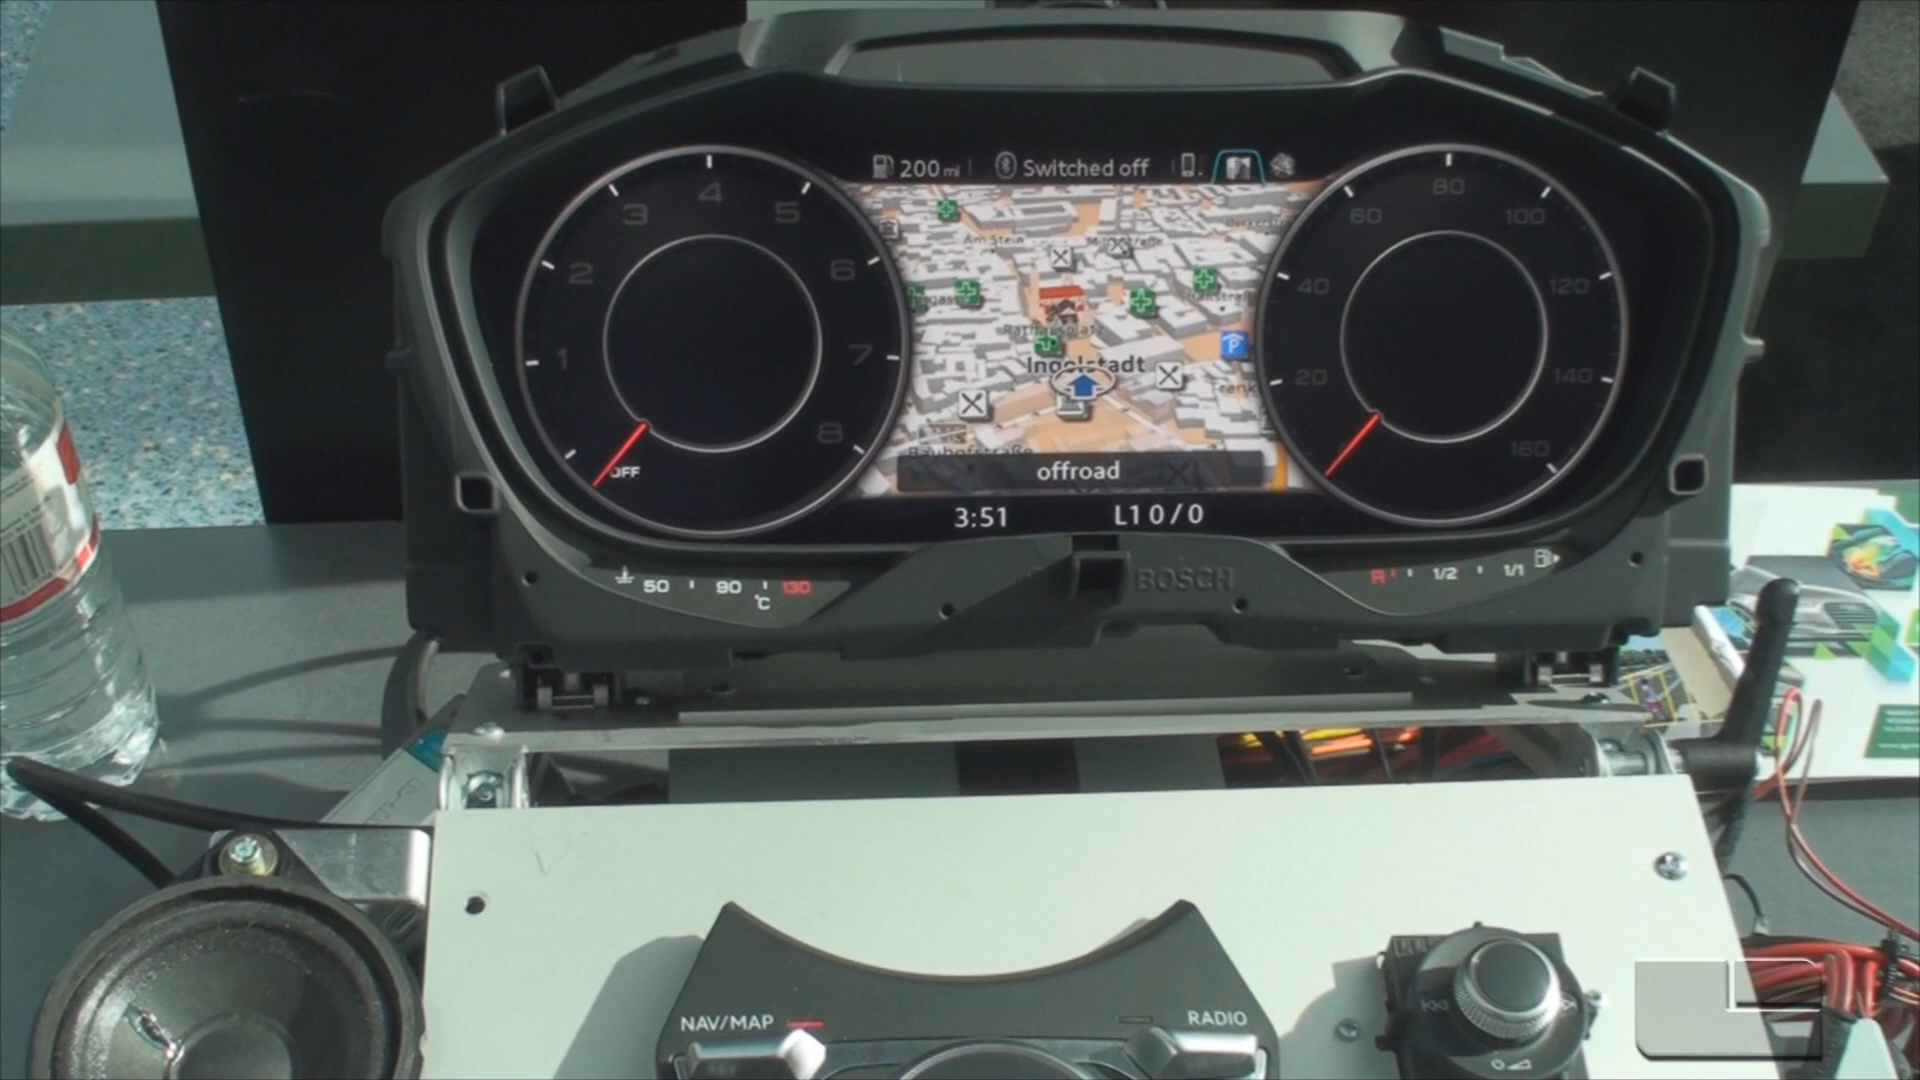 200 mi
Switched off
1
2
3
4
5
6
7
8
OFF
20
40
60
80
100
120
140
160
Am Stein
Rathausplatz
Ingolstadt
P
offroad
3:51
L1 0 / 0
50
90
130
°C
BOSCH
R
1/2
1/1
NAV/MAP
RADIO